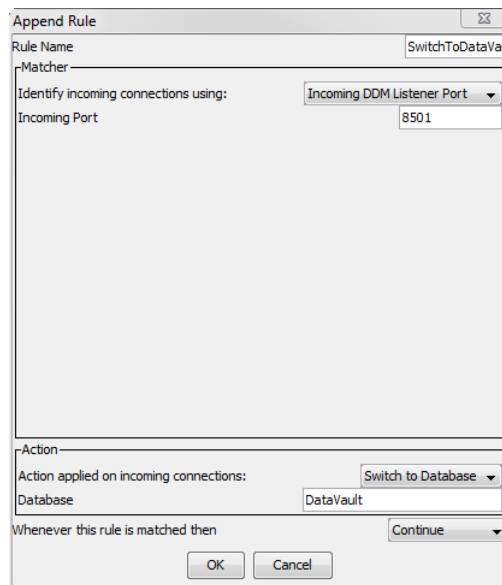 Append Rule
Rule Name SwitchToDataVa
Matcher
Identify incoming connections using: Incoming DDM Listener Port
Incoming Port 8501
Action
Action applied on incoming connections: Switch to Database
Database DataVault
Whenever this rule is matched then Continue
OK Cancel